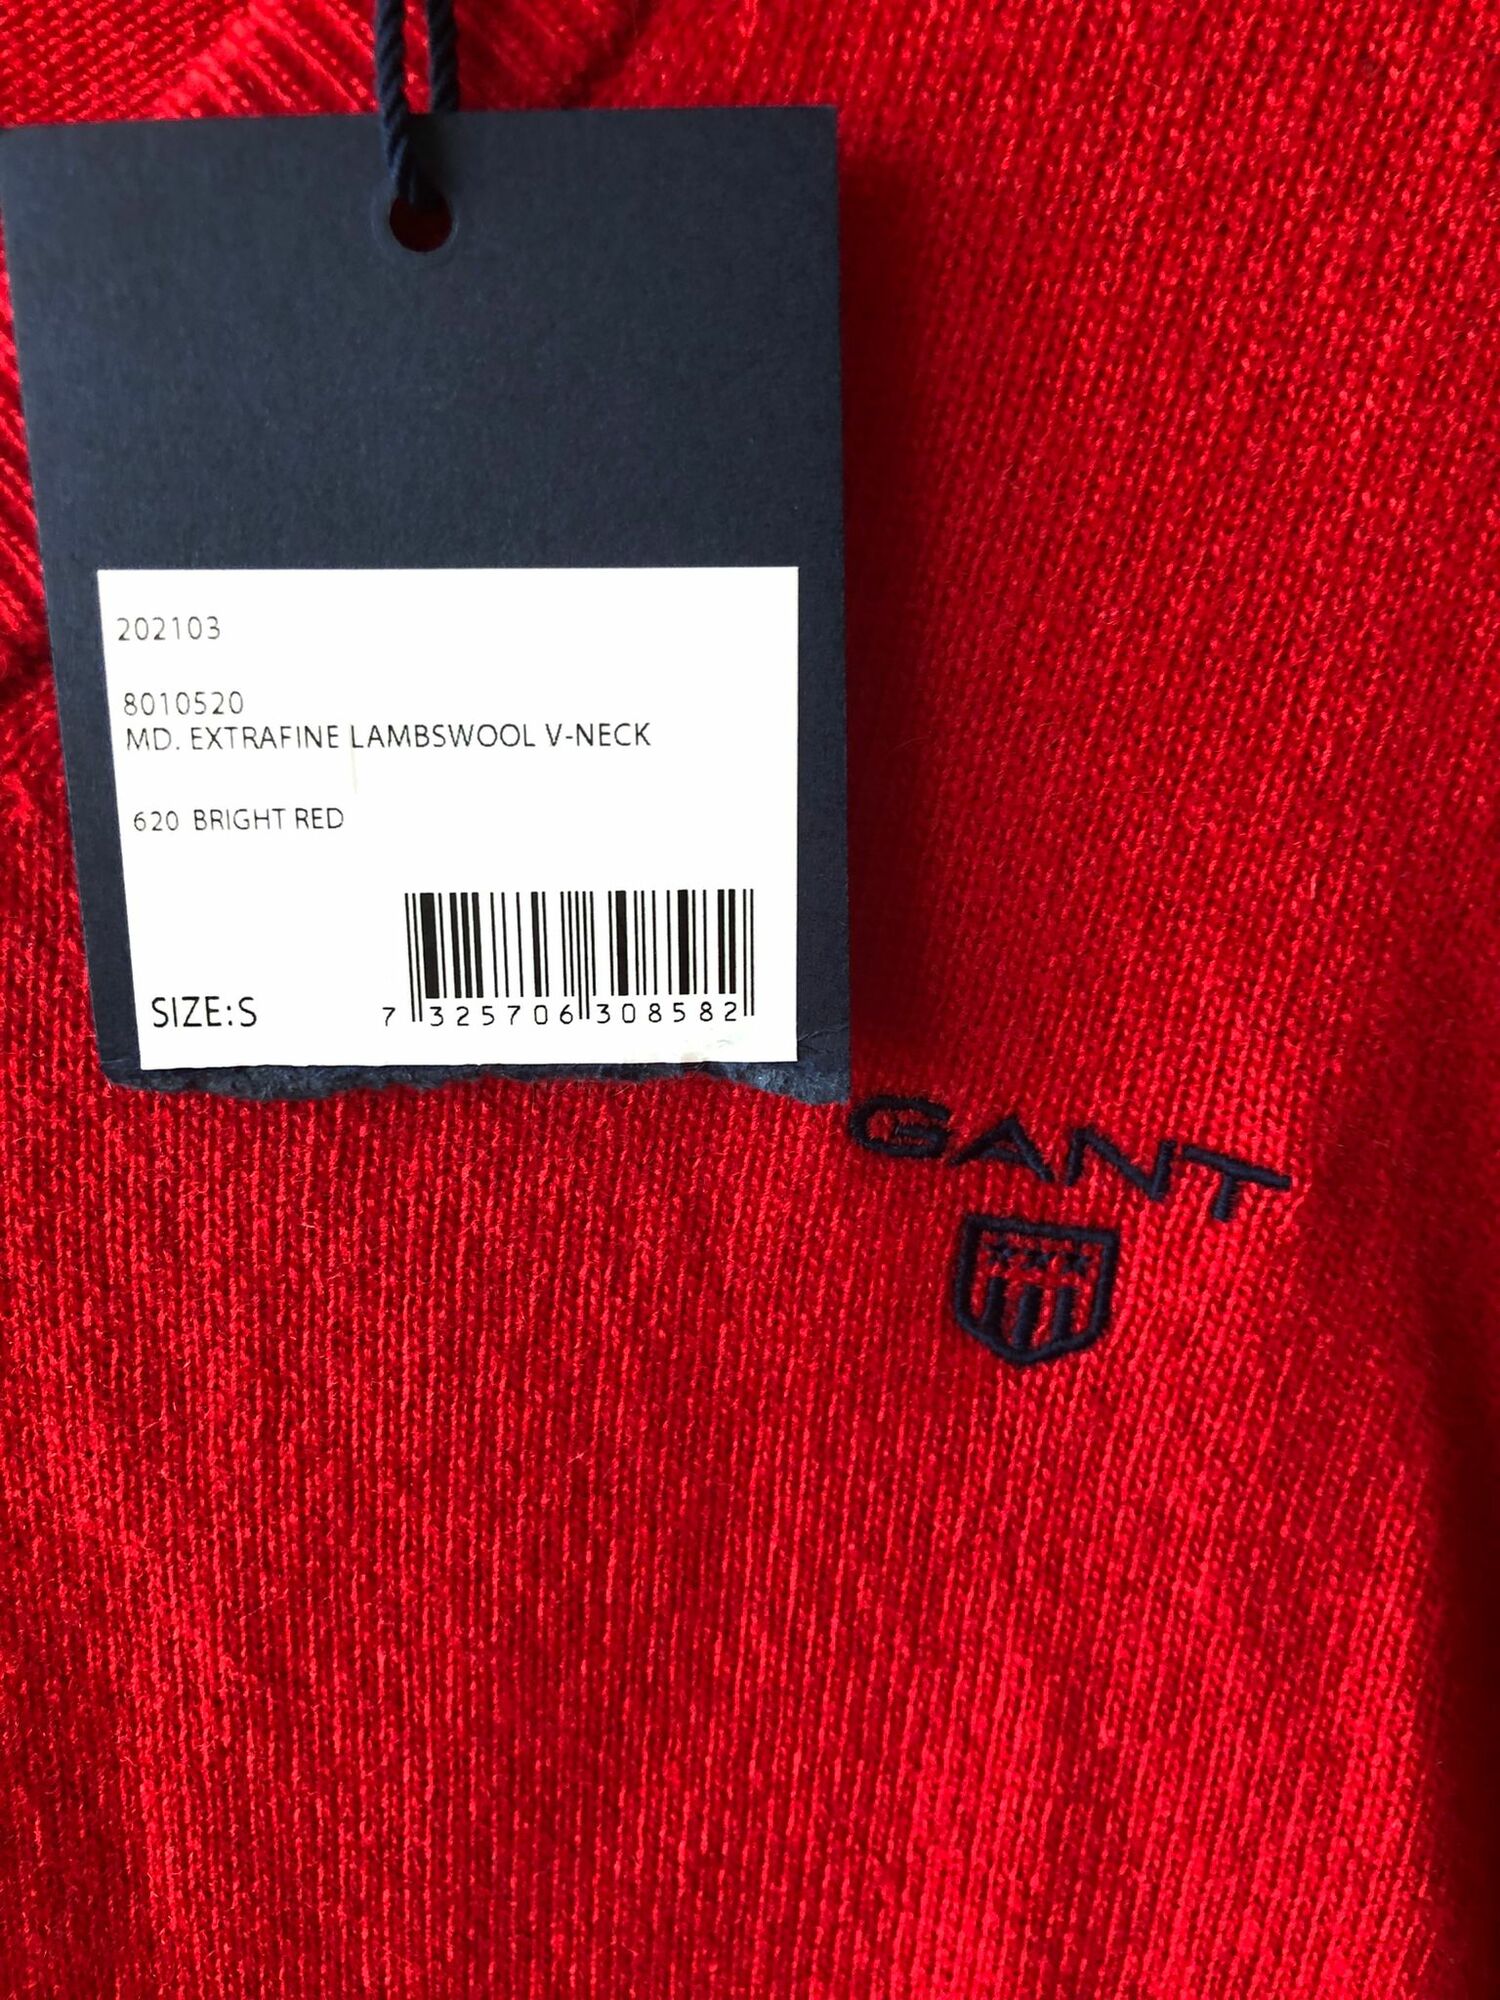 202103
8010520
MD. EXTRAFINE LAMBSWOOL V-NECK
620 BRIGHT RED
SIZE:S
7 325706 308582
GANT